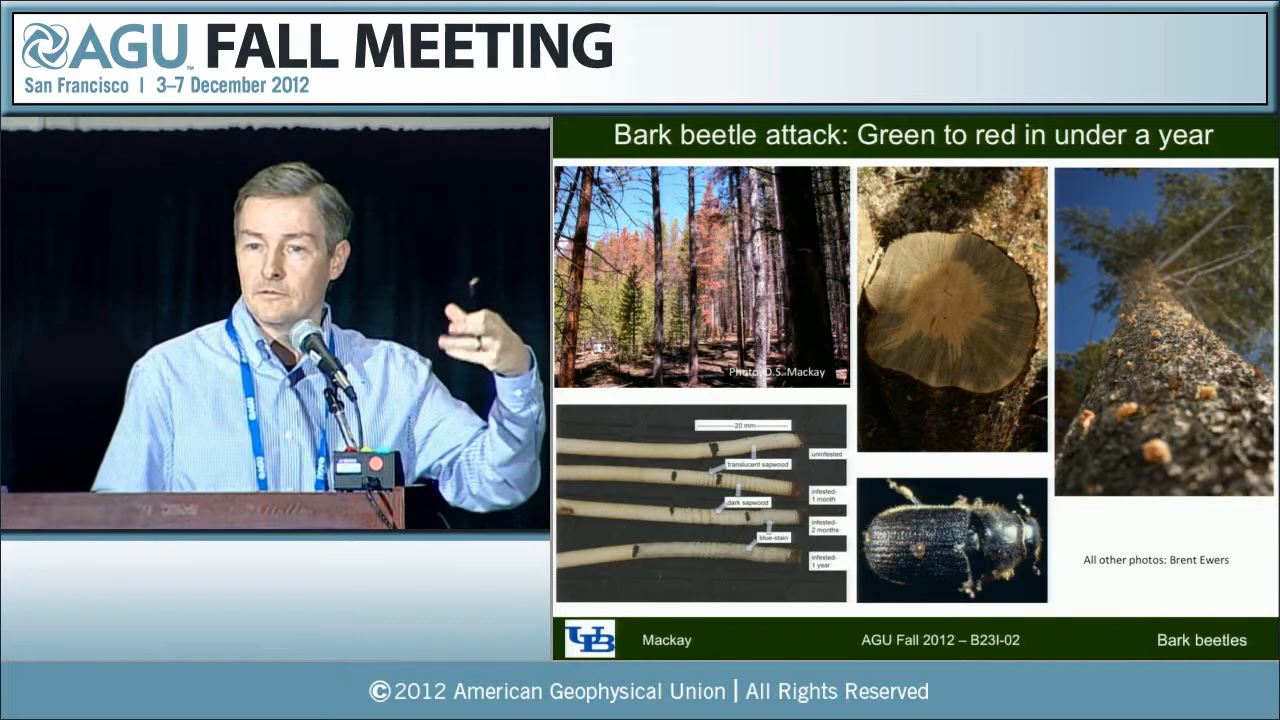 AGU FALL MEETING
San Francisco | 3–7 December 2012
Bark beetle attack: Green to red in under a year
Photo: D.S. Mackay
20 mm
uninfested
translucent sapwood
infested-
1 month
dark sapwood
infested-
2 months
blue-stain
infested-
1 year
All other photos: Brent Ewers
UB
Mackay
AGU Fall 2012 – B23I-02
Bark beetles
©2012 American Geophysical Union | All Rights Reserved